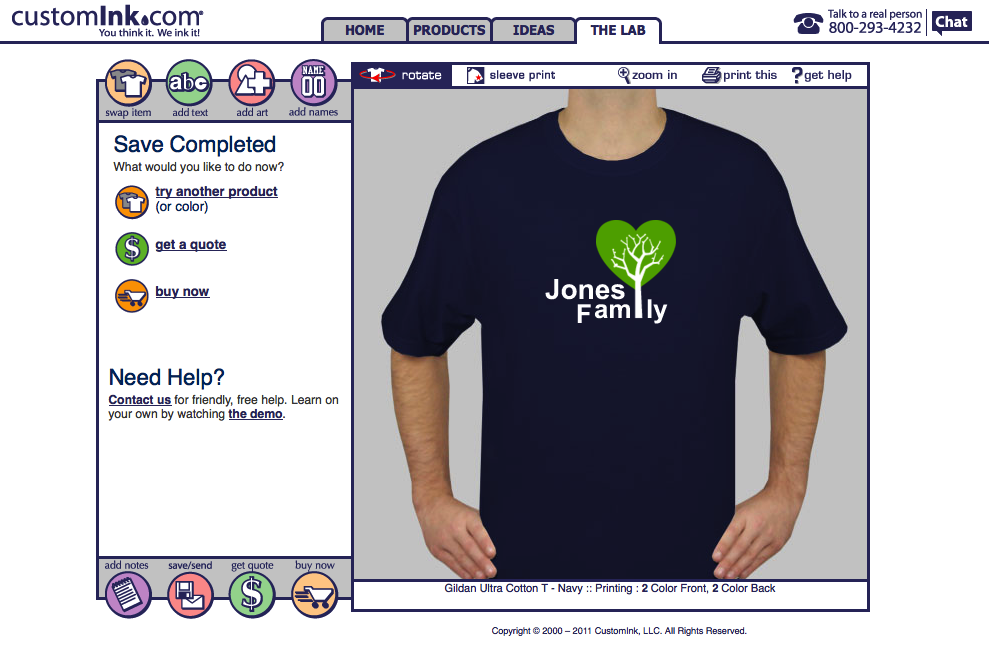 customInk.com®
You think it. We ink it!
HOME
PRODUCTS
IDEAS
THE LAB
Talk to a real person
800-293-4232
Chat
abc
NAME
00
swap item
add text
add art
add names
rotate
sleeve print
zoom in
print this
?get help
Save Completed
What would you like to do now?
try another product
(or color)
$
get a quote
buy now
Need Help?
Contact us for friendly, free help. Learn on
your own by watching the demo.
Jones
Family
add notes
save/send
get quote
buy now
$
Gildan Ultra Cotton T - Navy :: Printing : 2 Color Front, 2 Color Back
Copyright © 2000 – 2011 CustomInk, LLC. All Rights Reserved.